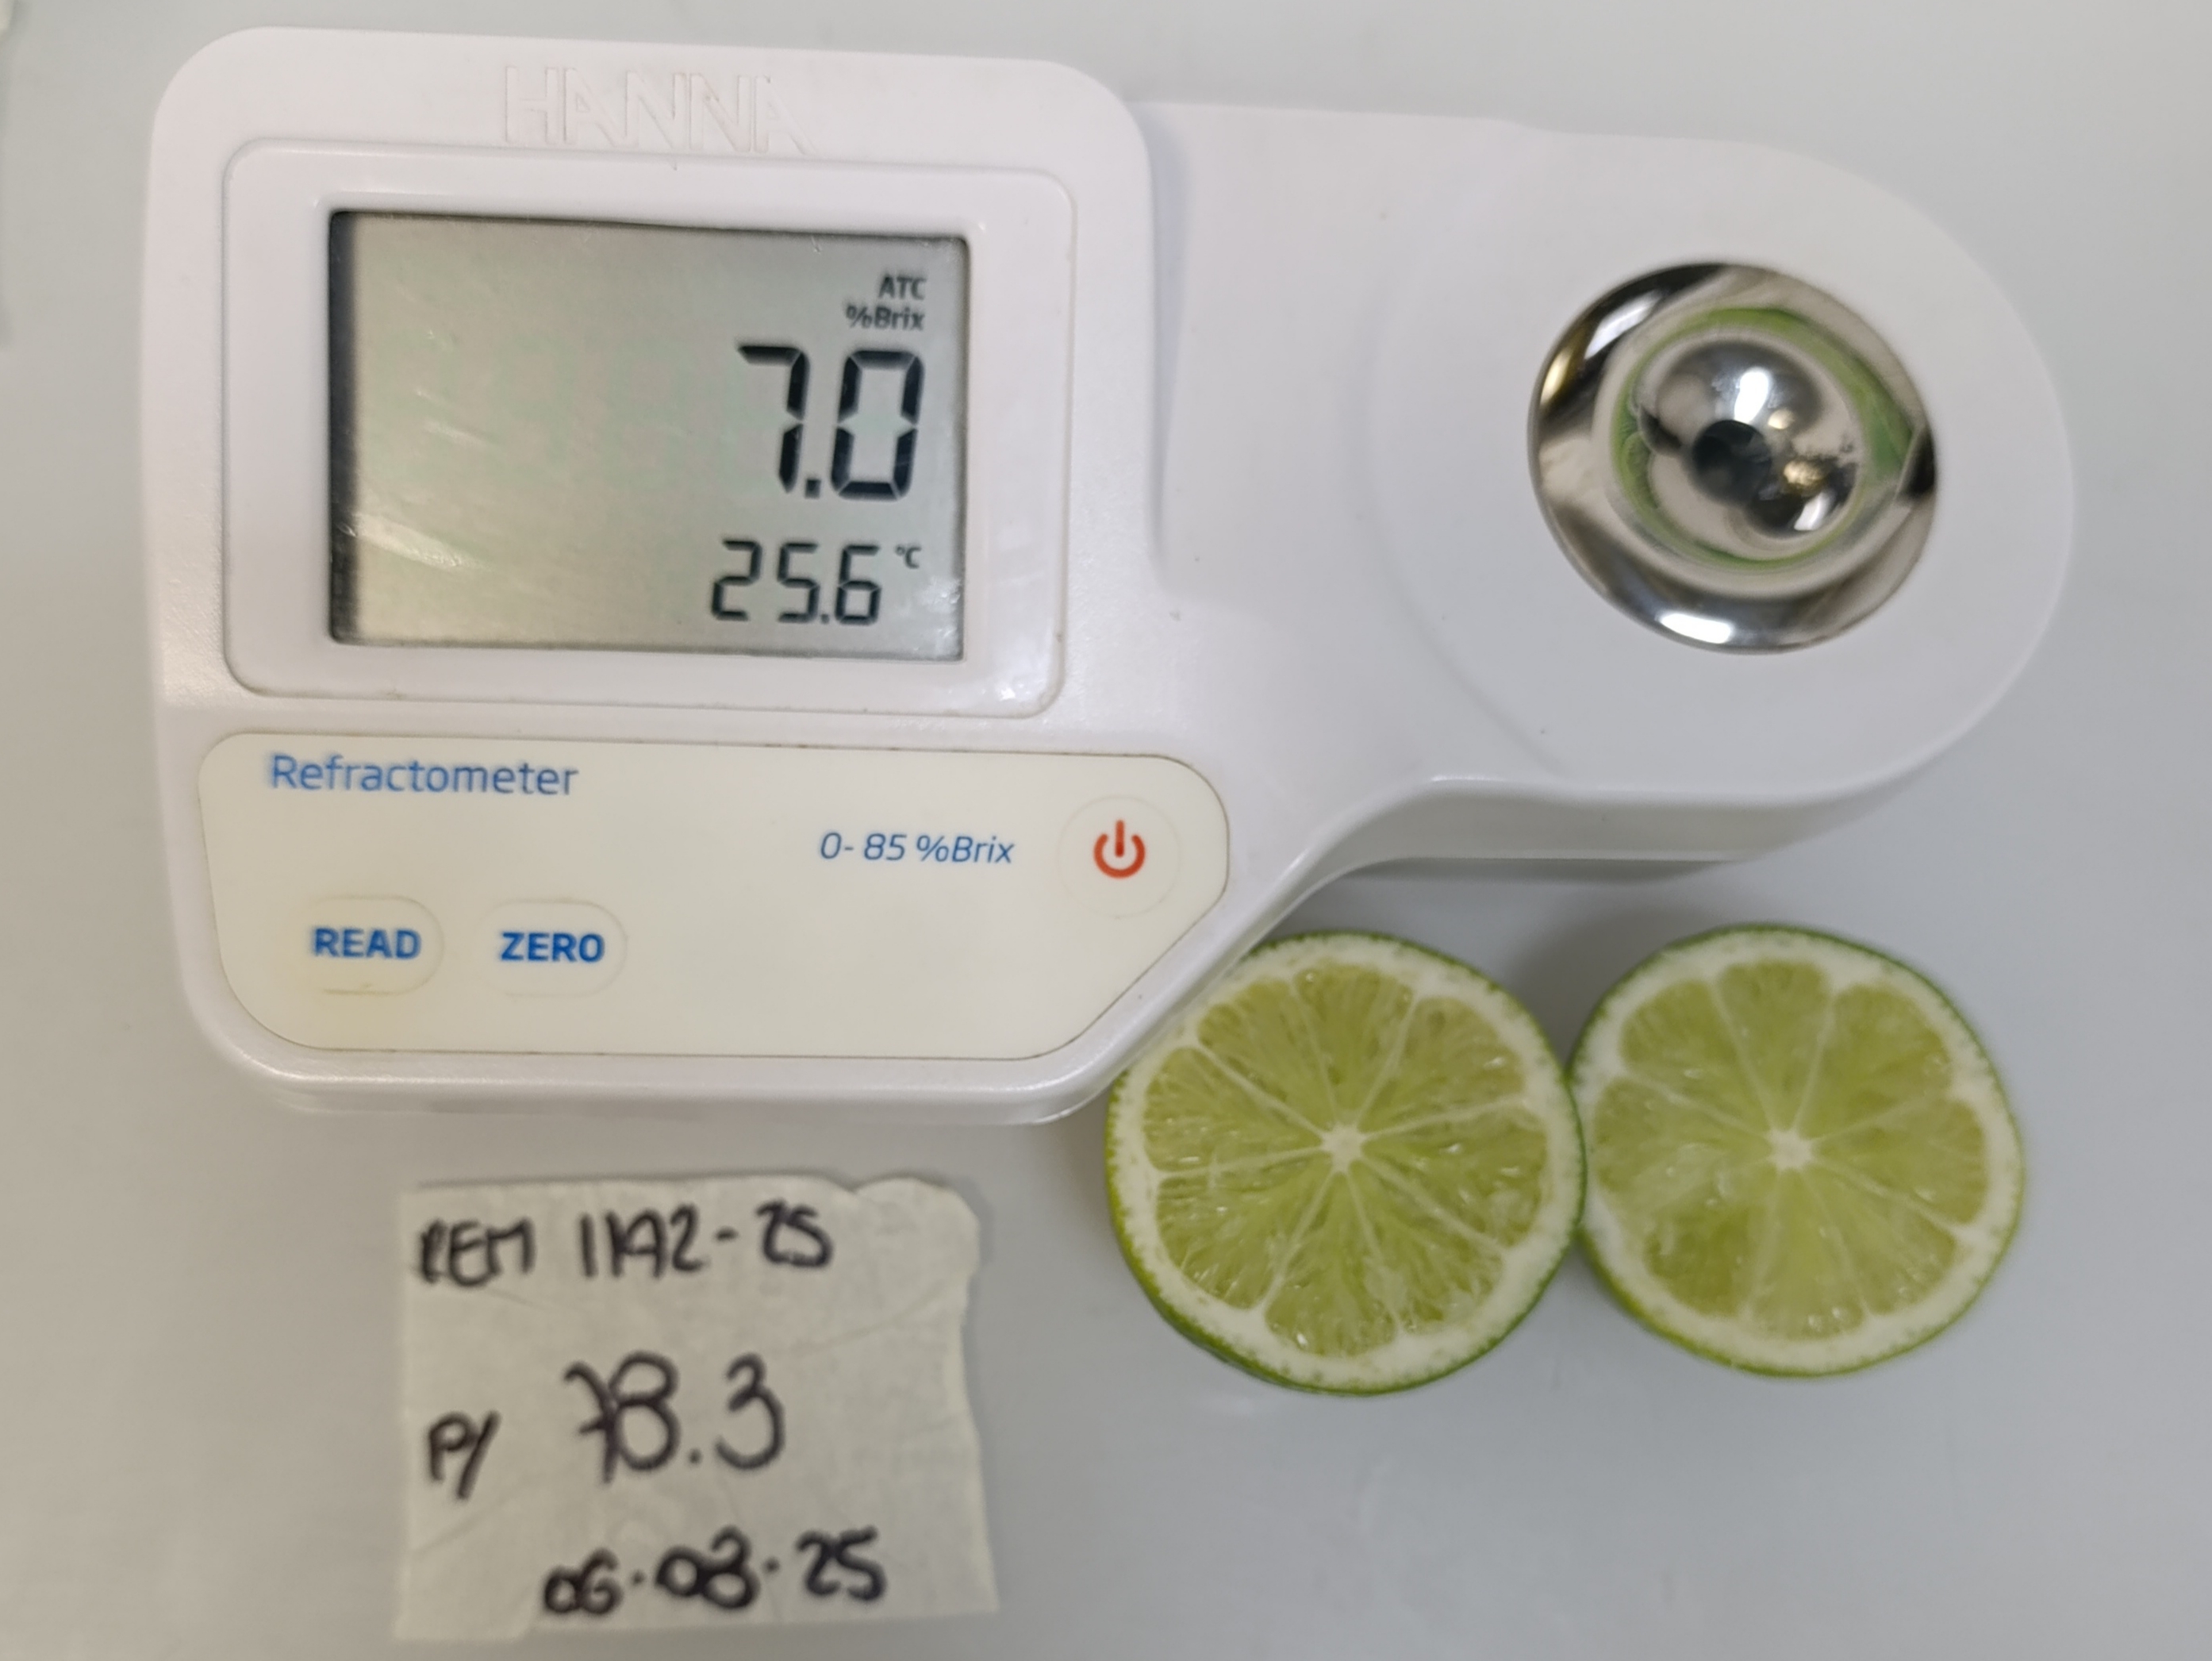 HANNA
ATC
%Brix
7.0
25.6 °C
Refractometer
0- 85 %Brix
READ ZERO
REM 1192-25
P/ 78.3
06.08.25